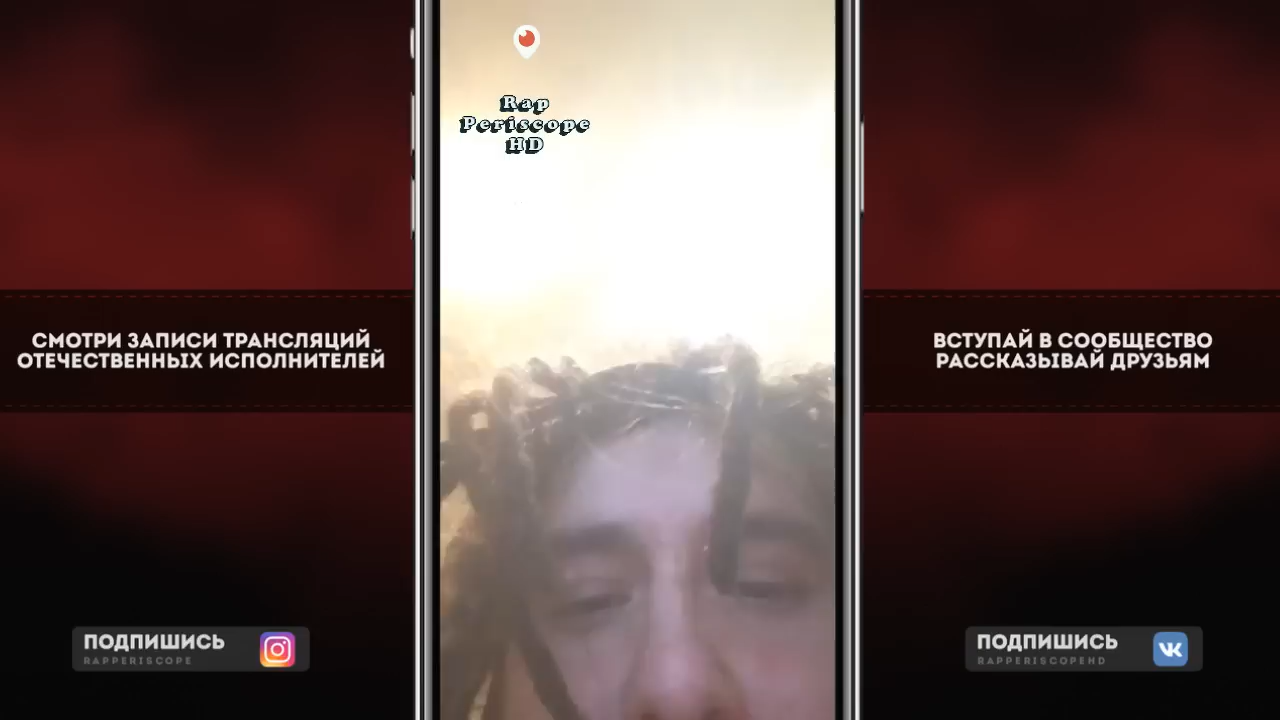 Rap
Periscope
HD
СМОТРИ ЗАПИСИ ТРАНСЛЯЦИЙ
ОТЕЧЕСТВЕННЫХ ИСПОЛНИТЕЛЕЙ
ВСТУПАЙ В СООБЩЕСТВО
РАССКАЗЫВАЙ ДРУЗЬЯМ
ПОДПИШИСЬ
RAPPERISCOPE
ПОДПИШИСЬ
RAPPERISCOPEHD